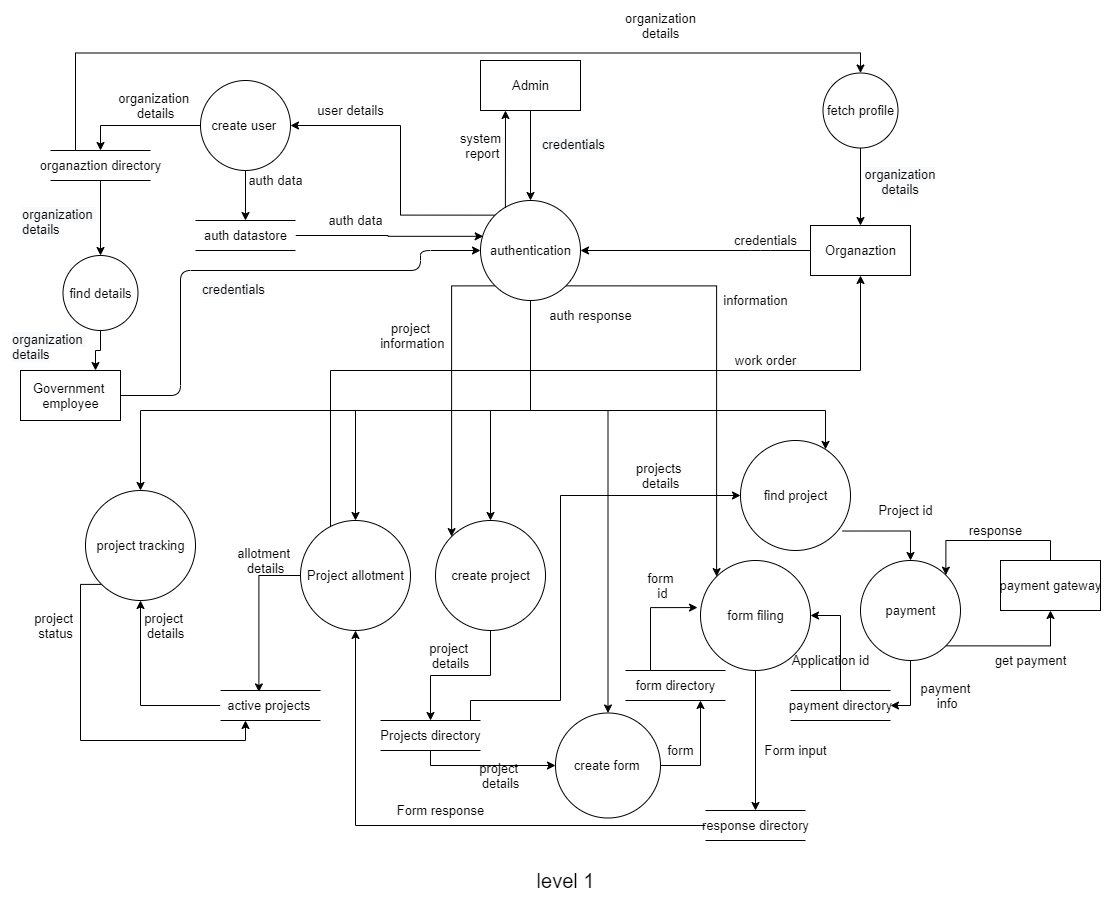 organization
details
Admin
organization
details
create user
user details
fetch profile
system
report
credentials
organaztion directory
auth data
organization
details
organization
details
auth data
auth datastore
credentials
authentication
Organaztion
find details
credentials
information
auth response
project
information
organization
details
work order
Government
employee
projects
details
find project
Project id
response
project tracking
allotment
details
Project allotment
create project
form
id
payment gateway
form filing
payment
project
status
project
details
project
details
Application id
get payment
form directory
payment
info
active projects
payment directory
Projects directory
form
Form input
create form
project
details
Form response
response directory
level 1